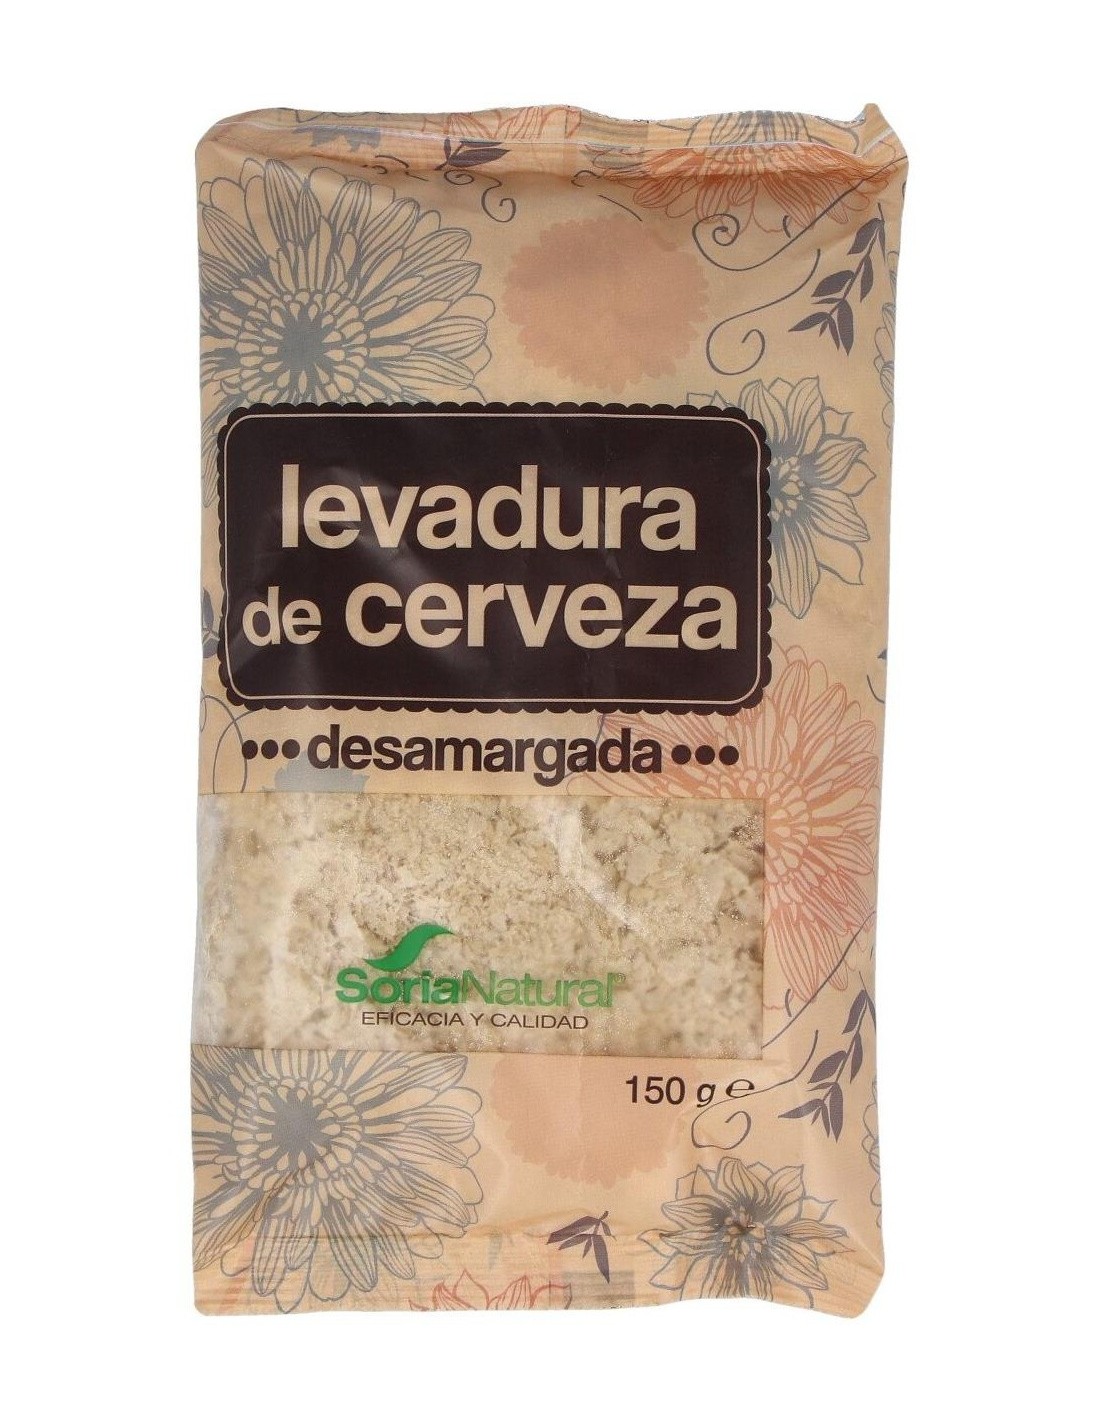 levadura
de cerveza
•••desamargada•••
SoriaNatural®
EFICACIA Y CALIDAD
150 g ℮